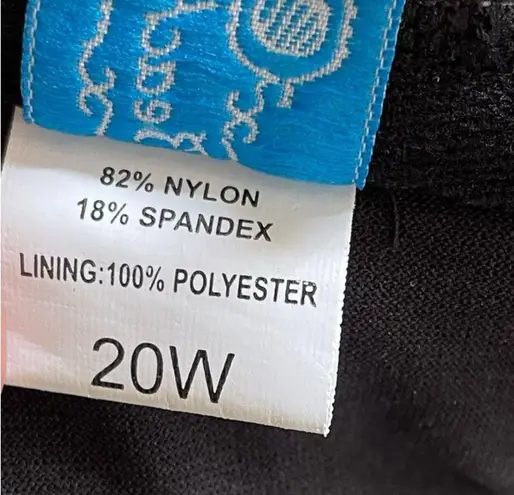 82% NYLON
18% SPANDEX
LINING:100% POLYESTER
20W